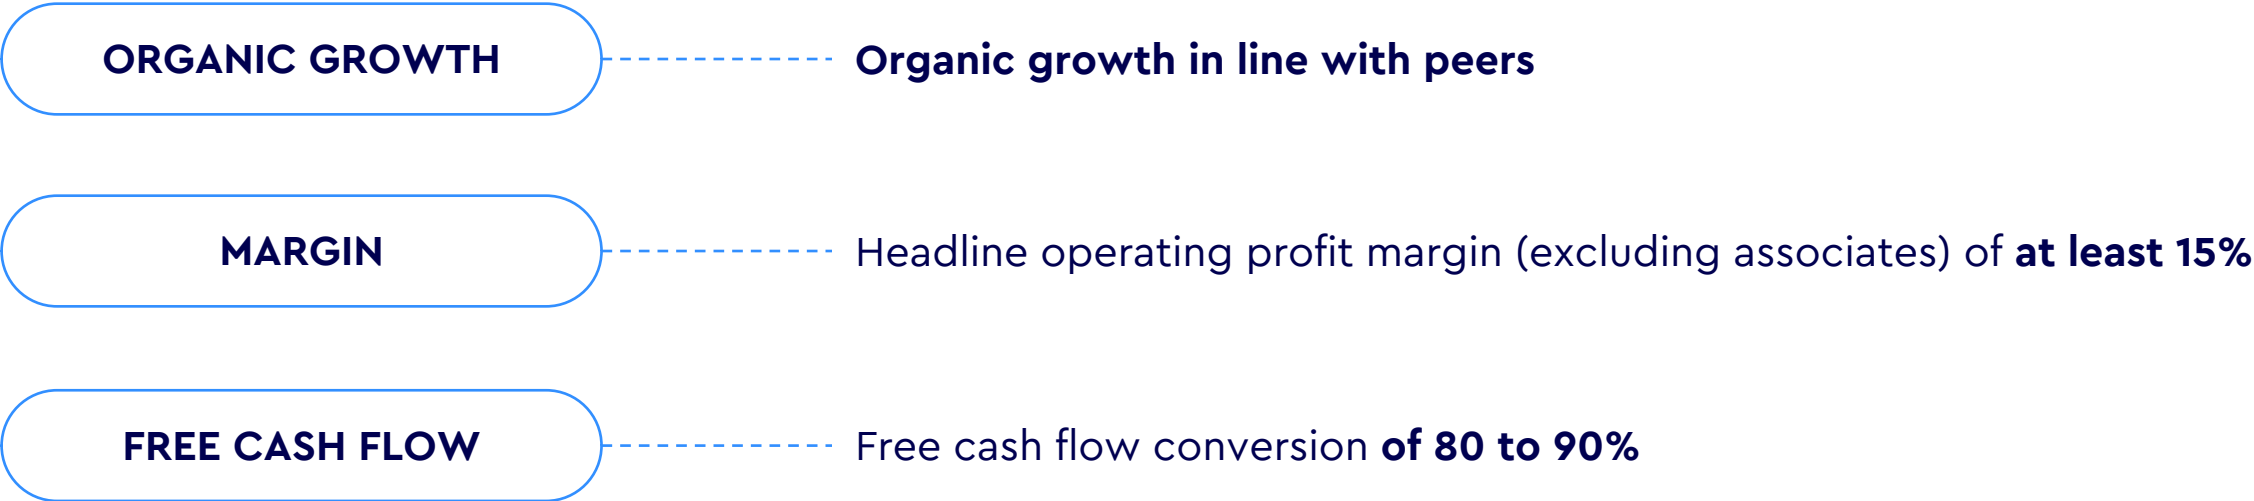 ORGANIC GROWTH
Organic growth in line with peers
MARGIN
Headline operating profit margin (excluding associates) of at least 15%
FREE CASH FLOW
Free cash flow conversion of 80 to 90%